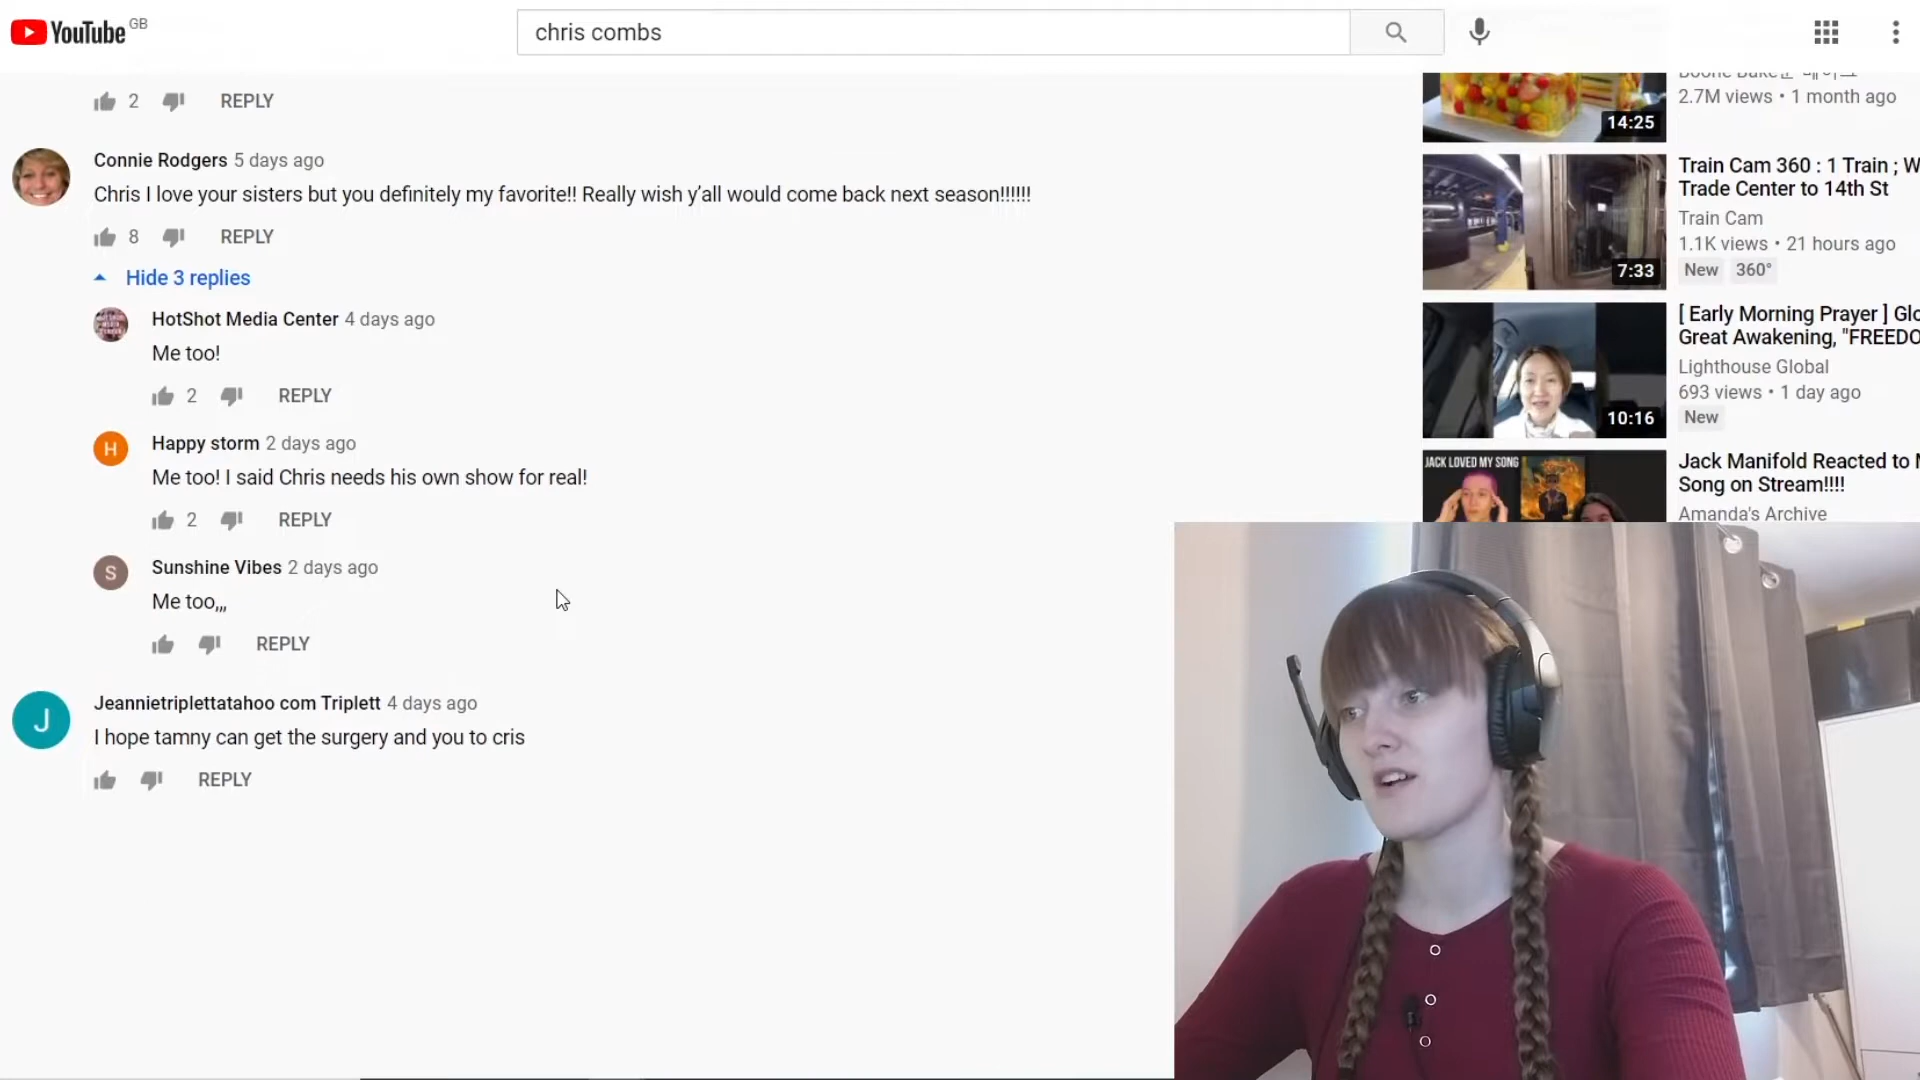 YouTube GB
chris combs
2 REPLY
Connie Rodgers 5 days ago
Chris I love your sisters but you definitely my favorite!! Really wish y’all would come back next season!!!!!!
8 REPLY
Hide 3 replies
HotShot Media Center 4 days ago
Me too!
2 REPLY
H
Happy storm 2 days ago
Me too! I said Chris needs his own show for real!
2 REPLY
S
Sunshine Vibes 2 days ago
Me too,,,
REPLY
J
Jeannietriplettatahoo com Triplett 4 days ago
I hope tamny can get the surgery and you to cris
REPLY
14:25
2.7M views • 1 month ago
7:33
Train Cam 360 : 1 Train ; W
Trade Center to 14th St
Train Cam
1.1K views • 21 hours ago
New 360°
10:16
[ Early Morning Prayer ] Glo
Great Awakening, "FREEDO
Lighthouse Global
693 views • 1 day ago
New
JACK LOVED MY SONG
Jack Manifold Reacted to
Song on Stream!!!!
Amanda's Archive